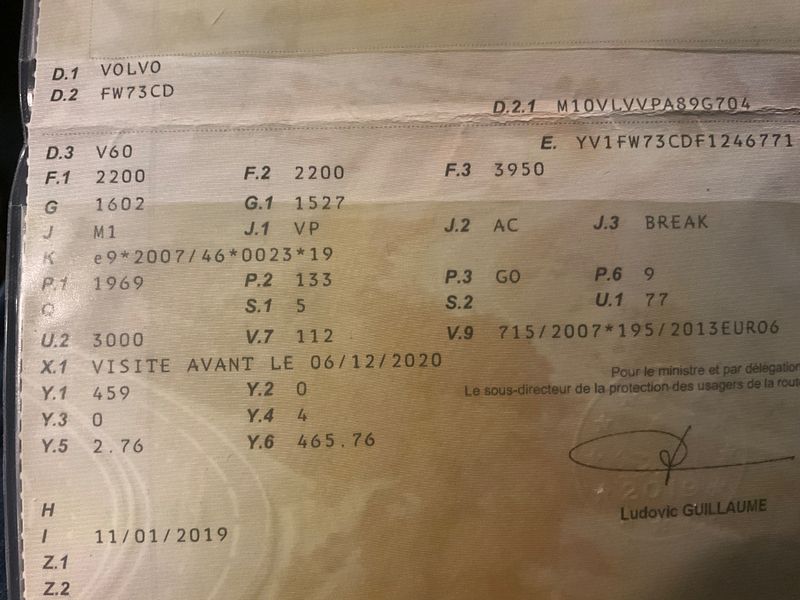 D.1 VOLVO
D.2 FW73CD
D.2.1 M10VLVVPA89G704
E. YV1FW73CDF1246771
D.3 V60
F.1 2200 F.2 2200 F.3 3950
G 1602 G.1 1527
J M1 J.1 VP J.2 AC J.3 BREAK
K e9*2007/46*0023*19
P.1 1969 P.2 133 P.3 GO P.6 9
Q S.1 5 S.2 U.1 77
U.2 3000 V.7 112 V.9 715/2007*195/2013EURO6
X.1 VISITE AVANT LE 06/12/2020
Y.1 459 Y.2 0
Y.3 0 Y.4 4
Y.5 2.76 Y.6 465.76
Pour le ministre et par délégation
Le sous-directeur de la protection des usagers de la rout
Ludovic GUILLAUME
H
I 11/01/2019
Z.1
Z.2